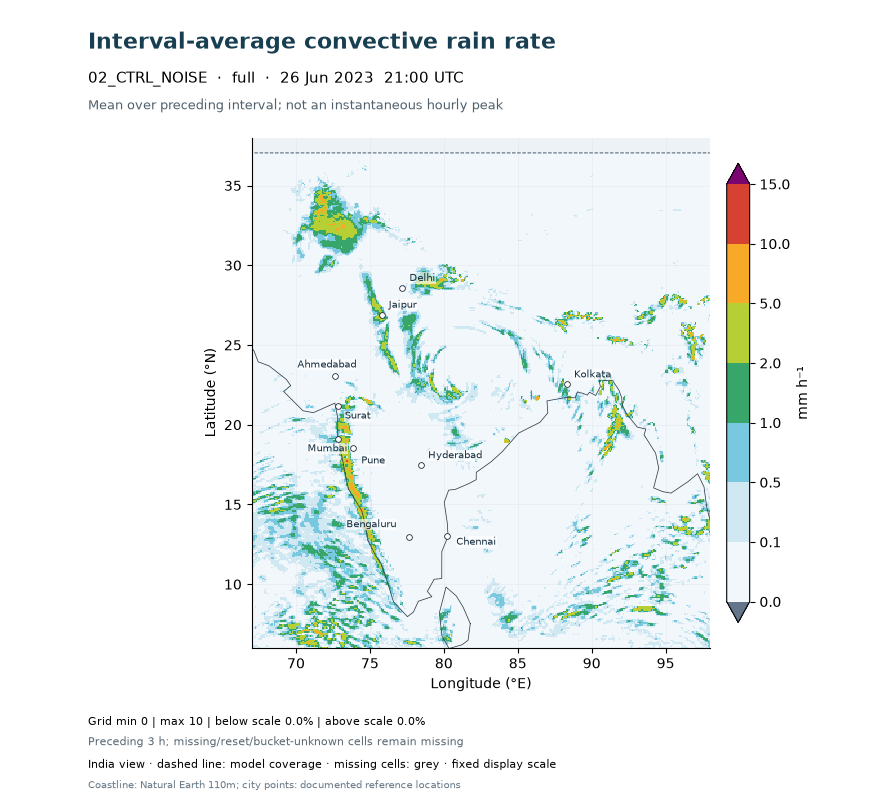 Interval-average convective rain rate
02_CTRL_NOISE · full · 26 Jun 2023 21:00 UTC
Mean over preceding interval; not an instantaneous hourly peak
35
30
25
20
15
10
Latitude (°N)
70
75
80
85
90
95
Longitude (°E)
Delhi
Jaipur
Ahmedabad
Kolkata
Surat
Mumbai
Pune
Hyderabad
Bengaluru
Chennai
15.0
10.0
5.0
2.0
1.0
0.5
0.1
0.0
mm h⁻¹
Grid min 0 | max 10 | below scale 0.0% | above scale 0.0%
Preceding 3 h; missing/reset/bucket-unknown cells remain missing
India view · dashed line: model coverage · missing cells: grey · fixed display scale
Coastline: Natural Earth 110m; city points: documented reference locations